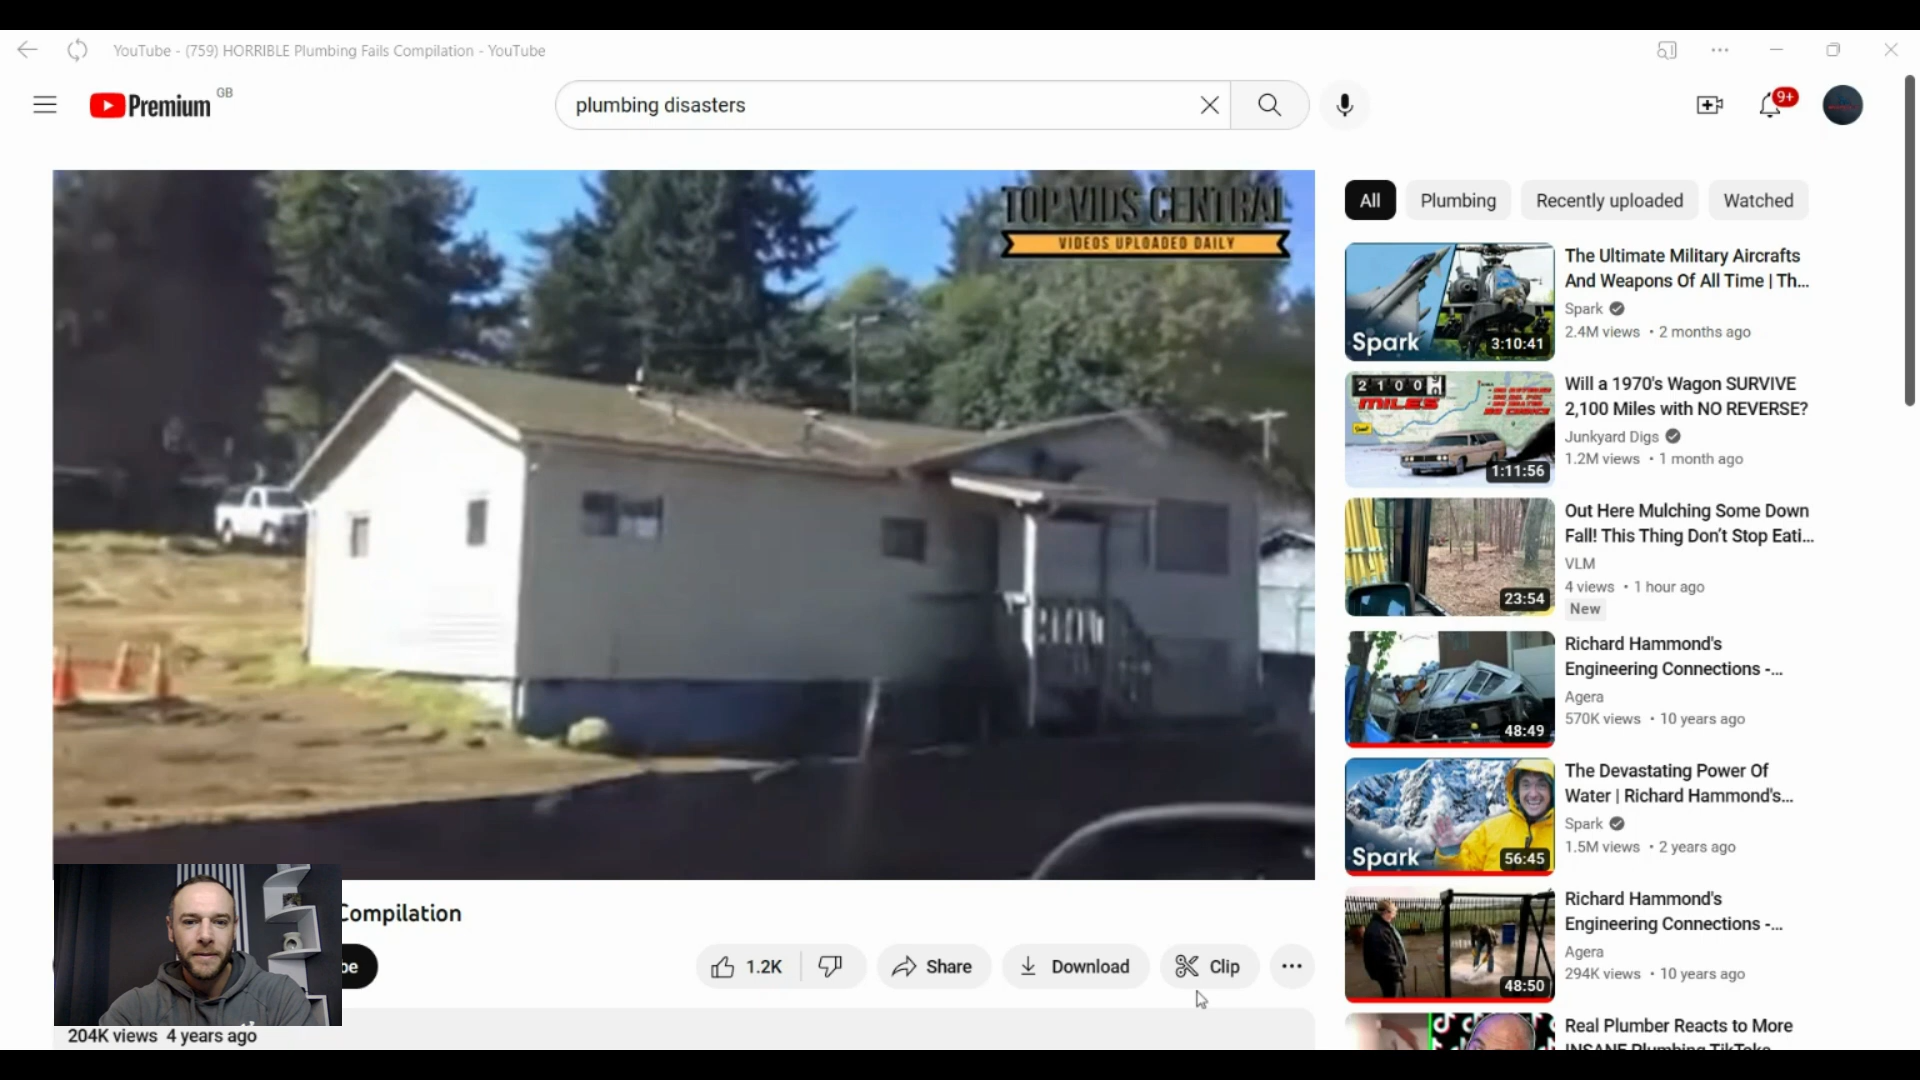 YouTube - (759) HORRIBLE Plumbing Fails Compilation - YouTube
Premium GB
plumbing disasters
9+
TOP VIDS CENTRAL
VIDEOS UPLOADED DAILY
Compilation
be
1.2K
Share
Download
Clip
204K views 4 years ago
All
Plumbing
Recently uploaded
Watched
Spark
3:10:41
The Ultimate Military Aircrafts
And Weapons Of All Time | Th...
Spark
2.4M views • 2 months ago
MILES
1:11:56
Will a 1970's Wagon SURVIVE
2,100 Miles with NO REVERSE?
Junkyard Digs
1.2M views • 1 month ago
23:54
Out Here Mulching Some Down
Fall! This Thing Don't Stop Eati...
VLM
4 views • 1 hour ago
New
48:49
Richard Hammond's
Engineering Connections -...
Agera
570K views • 10 years ago
Spark
56:45
The Devastating Power Of
Water | Richard Hammond's...
Spark
1.5M views • 2 years ago
48:50
Richard Hammond's
Engineering Connections -...
Agera
294K views • 10 years ago
Real Plumber Reacts to More
INSANE Plumbing TikToks